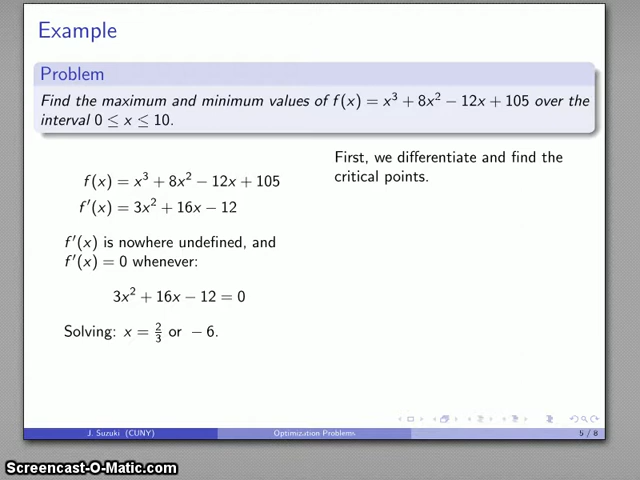 Example
Problem
Find the maximum and minimum values of f(x) = x³ + 8x² − 12x + 105 over the
interval 0 ≤ x ≤ 10.
First, we differentiate and find the
critical points.
f(x) = x³ + 8x² − 12x + 105
f′(x) = 3x² + 16x − 12
f′(x) is nowhere undefined, and
f′(x) = 0 whenever:
3x² + 16x − 12 = 0
Solving: x = 2/3 or − 6.
J. Suzuki (CUNY) Optimization Problems 5 / 8
Screencast-O-Matic.com